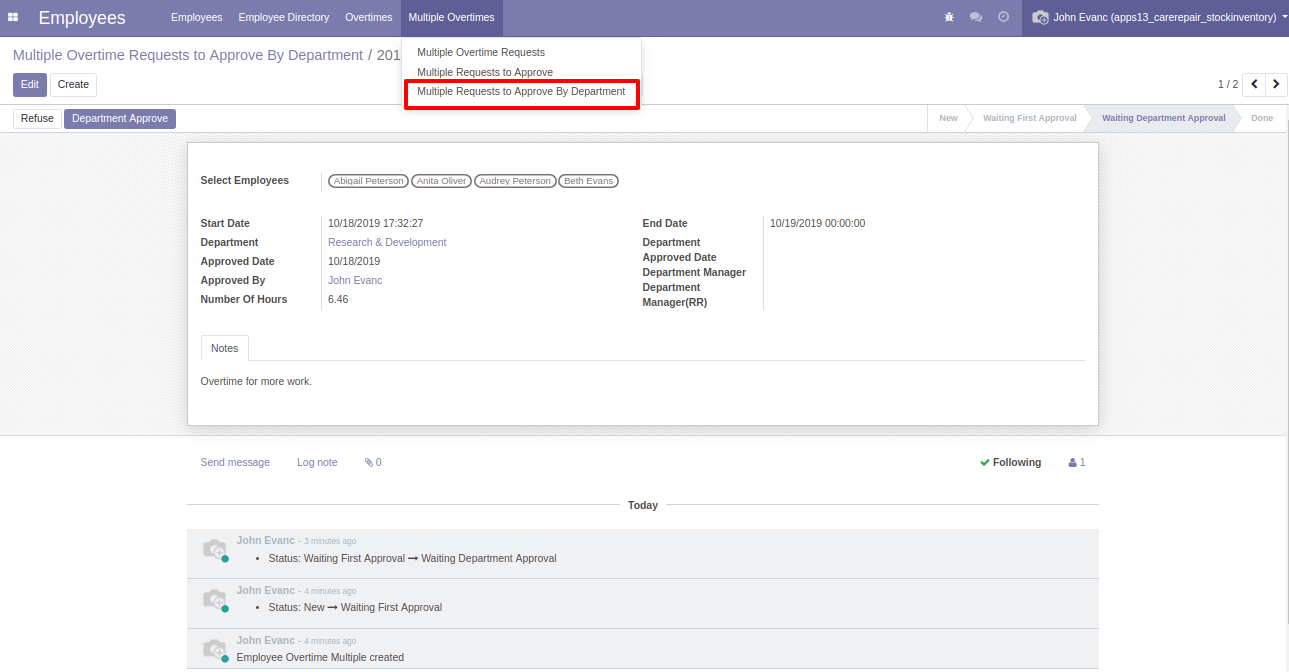 Employees Employees Employee Directory Overtimes Multiple Overtimes John Evanc (apps13_carerepair_stockinventory)
Multiple Overtime Requests to Approve By Department / 201
Multiple Overtime Requests
Multiple Requests to Approve
Multiple Requests to Approve By Department
Edit Create 1 / 2
Refuse Department Approve New Waiting First Approval Waiting Department Approval Done
Select Employees Abigail Peterson Anita Oliver Audrey Peterson Beth Evans
Start Date 10/18/2019 17:32:27
Department Research & Development
Approved Date 10/18/2019
Approved By John Evanc
Number Of Hours 6.46
End Date 10/19/2019 00:00:00
Department
Approved Date
Department Manager
Department
Manager(RR)
Notes
Overtime for more work.
Send message Log note 0 Following 1
Today
John Evanc - 3 minutes ago
• Status: Waiting First Approval → Waiting Department Approval
John Evanc - 4 minutes ago
• Status: New → Waiting First Approval
John Evanc - 4 minutes ago
Employee Overtime Multiple created